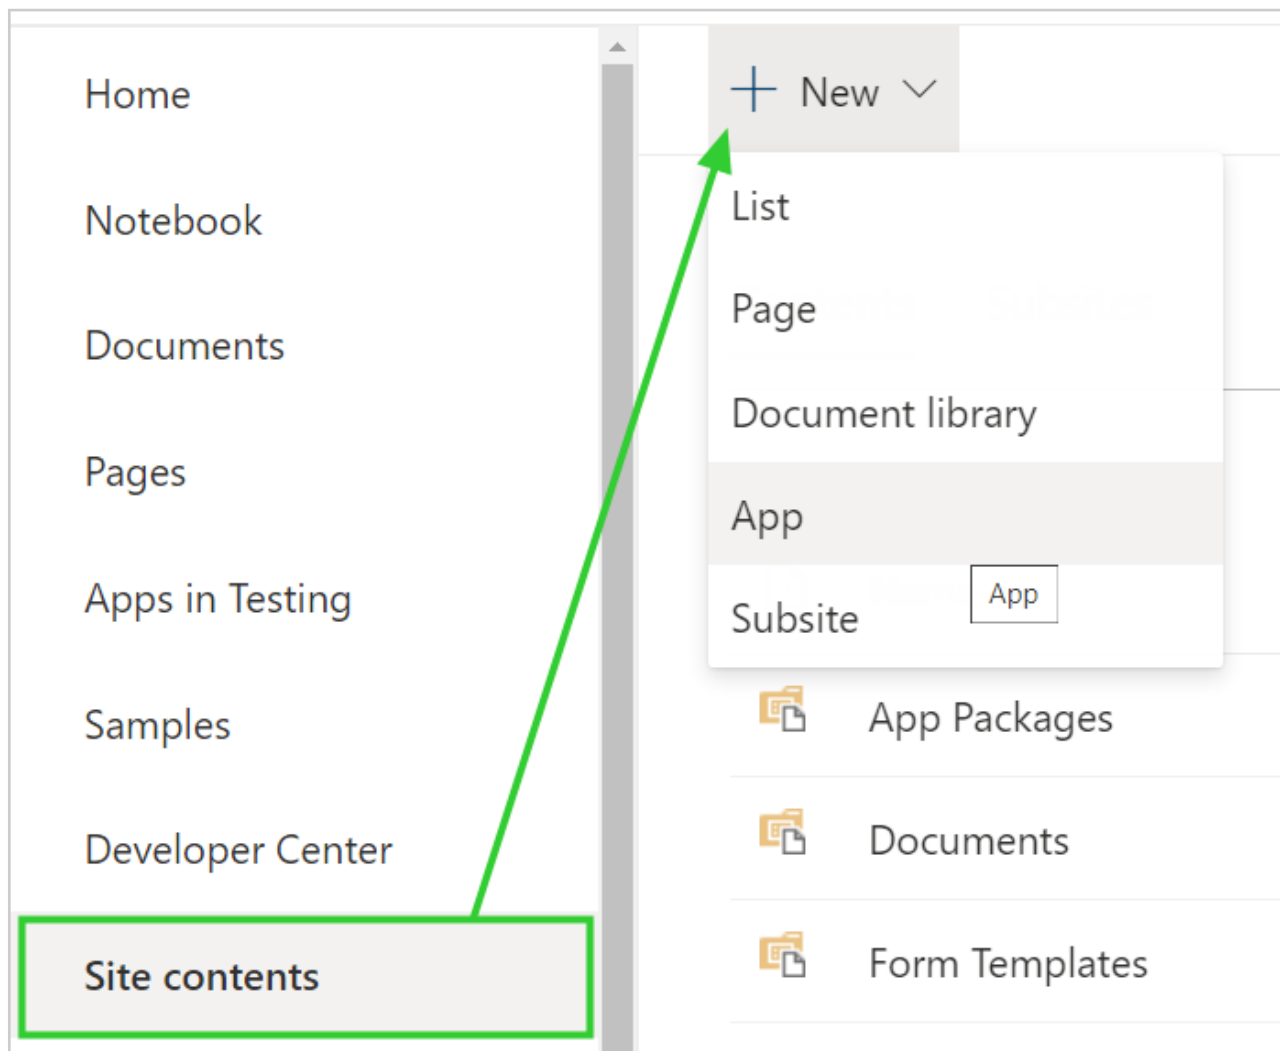 Home
Notebook
Documents
Pages
Apps in Testing
Samples
Developer Center
Site contents
New
List
Page
Document library
App
App
Subsite
App Packages
Documents
Form Templates